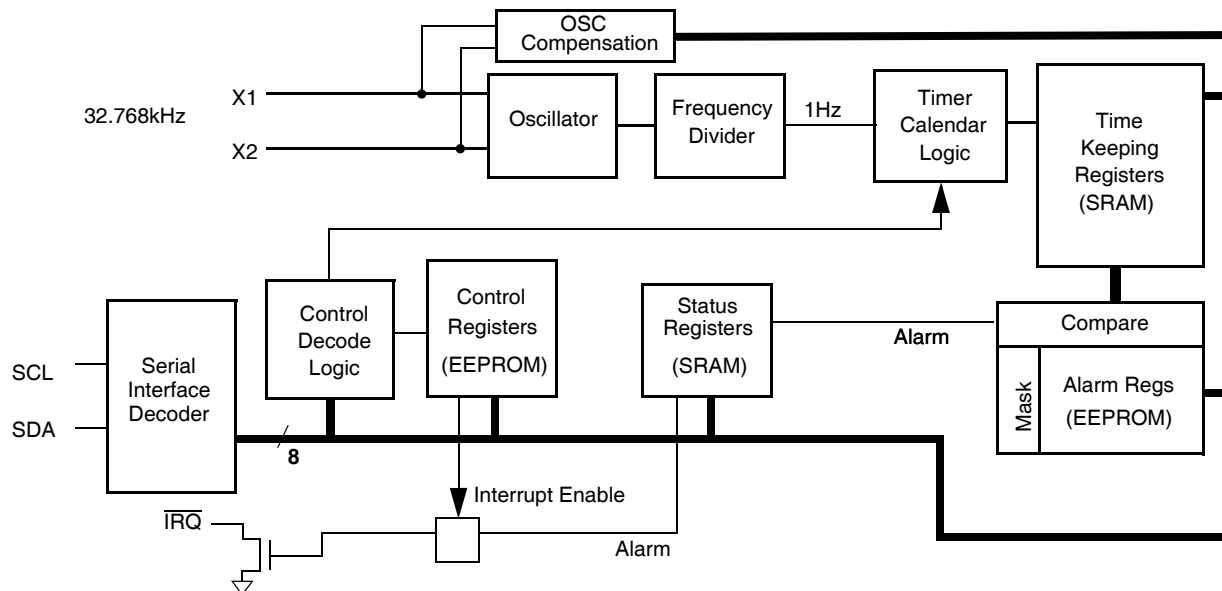 OSC
Compensation
X1
32.768kHz
X2
Oscillator
Frequency
Divider
1Hz
Timer
Calendar
Logic
Time
Keeping
Registers
(SRAM)
Control
Decode
Logic
Control
Registers
(EEPROM)
Status
Registers
(SRAM)
Alarm
Compare
Mask
Alarm Regs
(EEPROM)
SCL
SDA
Serial
Interface
Decoder
8
Interrupt Enable
IRQ
Alarm